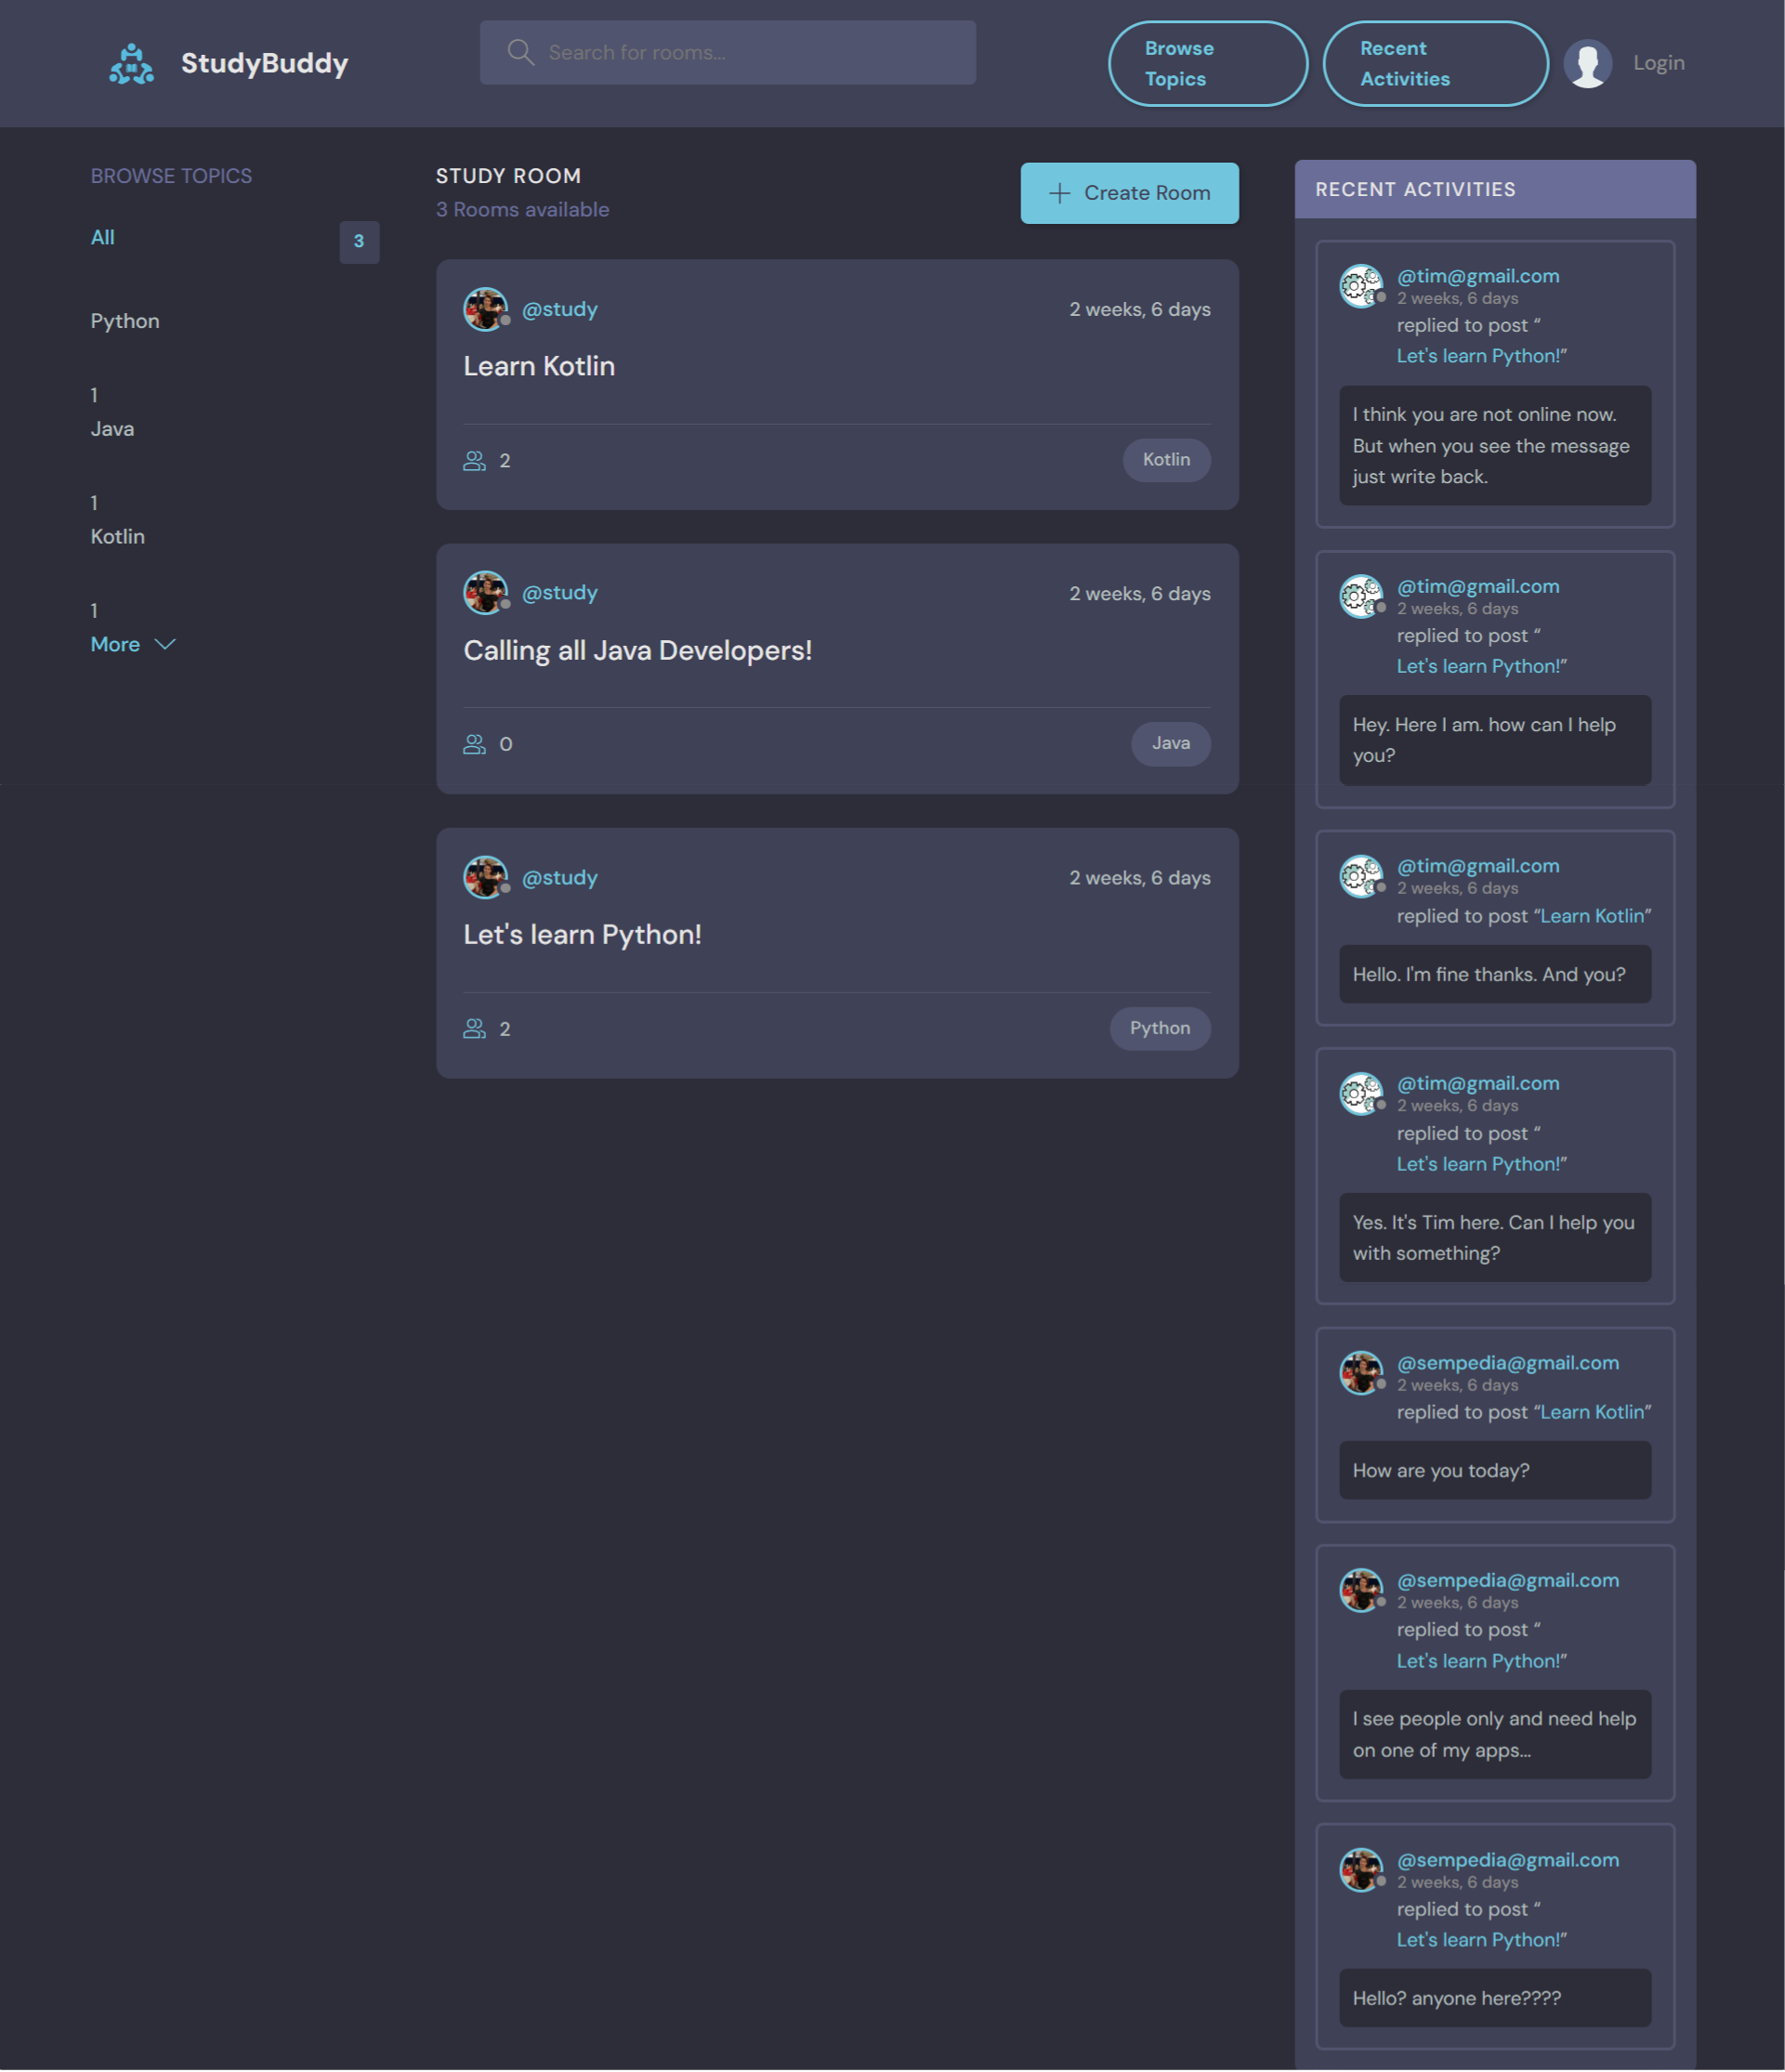 StudyBuddy
Search for rooms...
Browse
Topics
Recent
Activities
Login
BROWSE TOPICS
All
3
Python
1
Java
1
Kotlin
1
More
STUDY ROOM
3 Rooms available
Create Room
@study
2 weeks, 6 days
Learn Kotlin
2
Kotlin
@study
2 weeks, 6 days
Calling all Java Developers!
0
Java
@study
2 weeks, 6 days
Let's learn Python!
2
Python
RECENT ACTIVITIES
@tim@gmail.com
2 weeks, 6 days
replied to post “
Let's learn Python!”
I think you are not online now.
But when you see the message
just write back.
@tim@gmail.com
2 weeks, 6 days
replied to post “
Let's learn Python!”
Hey. Here I am. how can I help
you?
@tim@gmail.com
2 weeks, 6 days
replied to post “Learn Kotlin”
Hello. I'm fine thanks. And you?
@tim@gmail.com
2 weeks, 6 days
replied to post “
Let's learn Python!”
Yes. It's Tim here. Can I help you
with something?
@sempedia@gmail.com
2 weeks, 6 days
replied to post “Learn Kotlin”
How are you today?
@sempedia@gmail.com
2 weeks, 6 days
replied to post “
Let's learn Python!”
I see people only and need help
on one of my apps...
@sempedia@gmail.com
2 weeks, 6 days
replied to post “
Let's learn Python!”
Hello? anyone here????